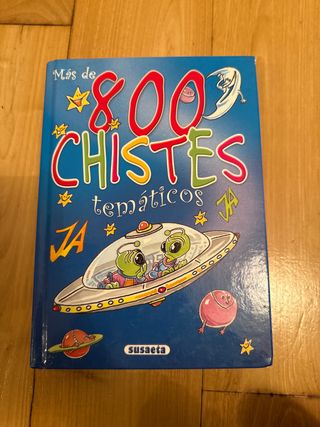 Más de
800
CHISTES
temáticos
JA
JA
susaeta